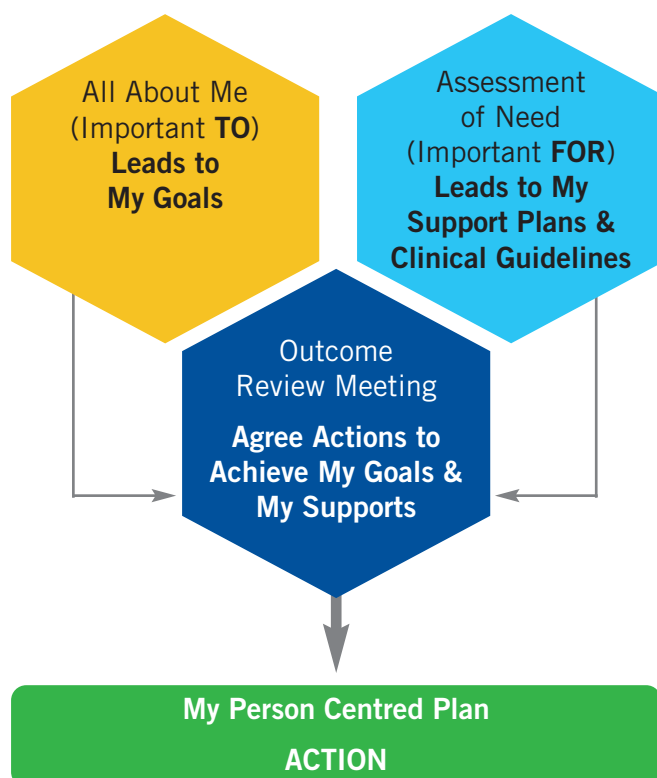 All About Me
(Important TO)
Leads to
My Goals
Assessment
of Need
(Important FOR)
Leads to My
Support Plans &
Clinical Guidelines
Outcome
Review Meeting
Agree Actions to
Achieve My Goals &
My Supports
My Person Centred Plan
ACTION